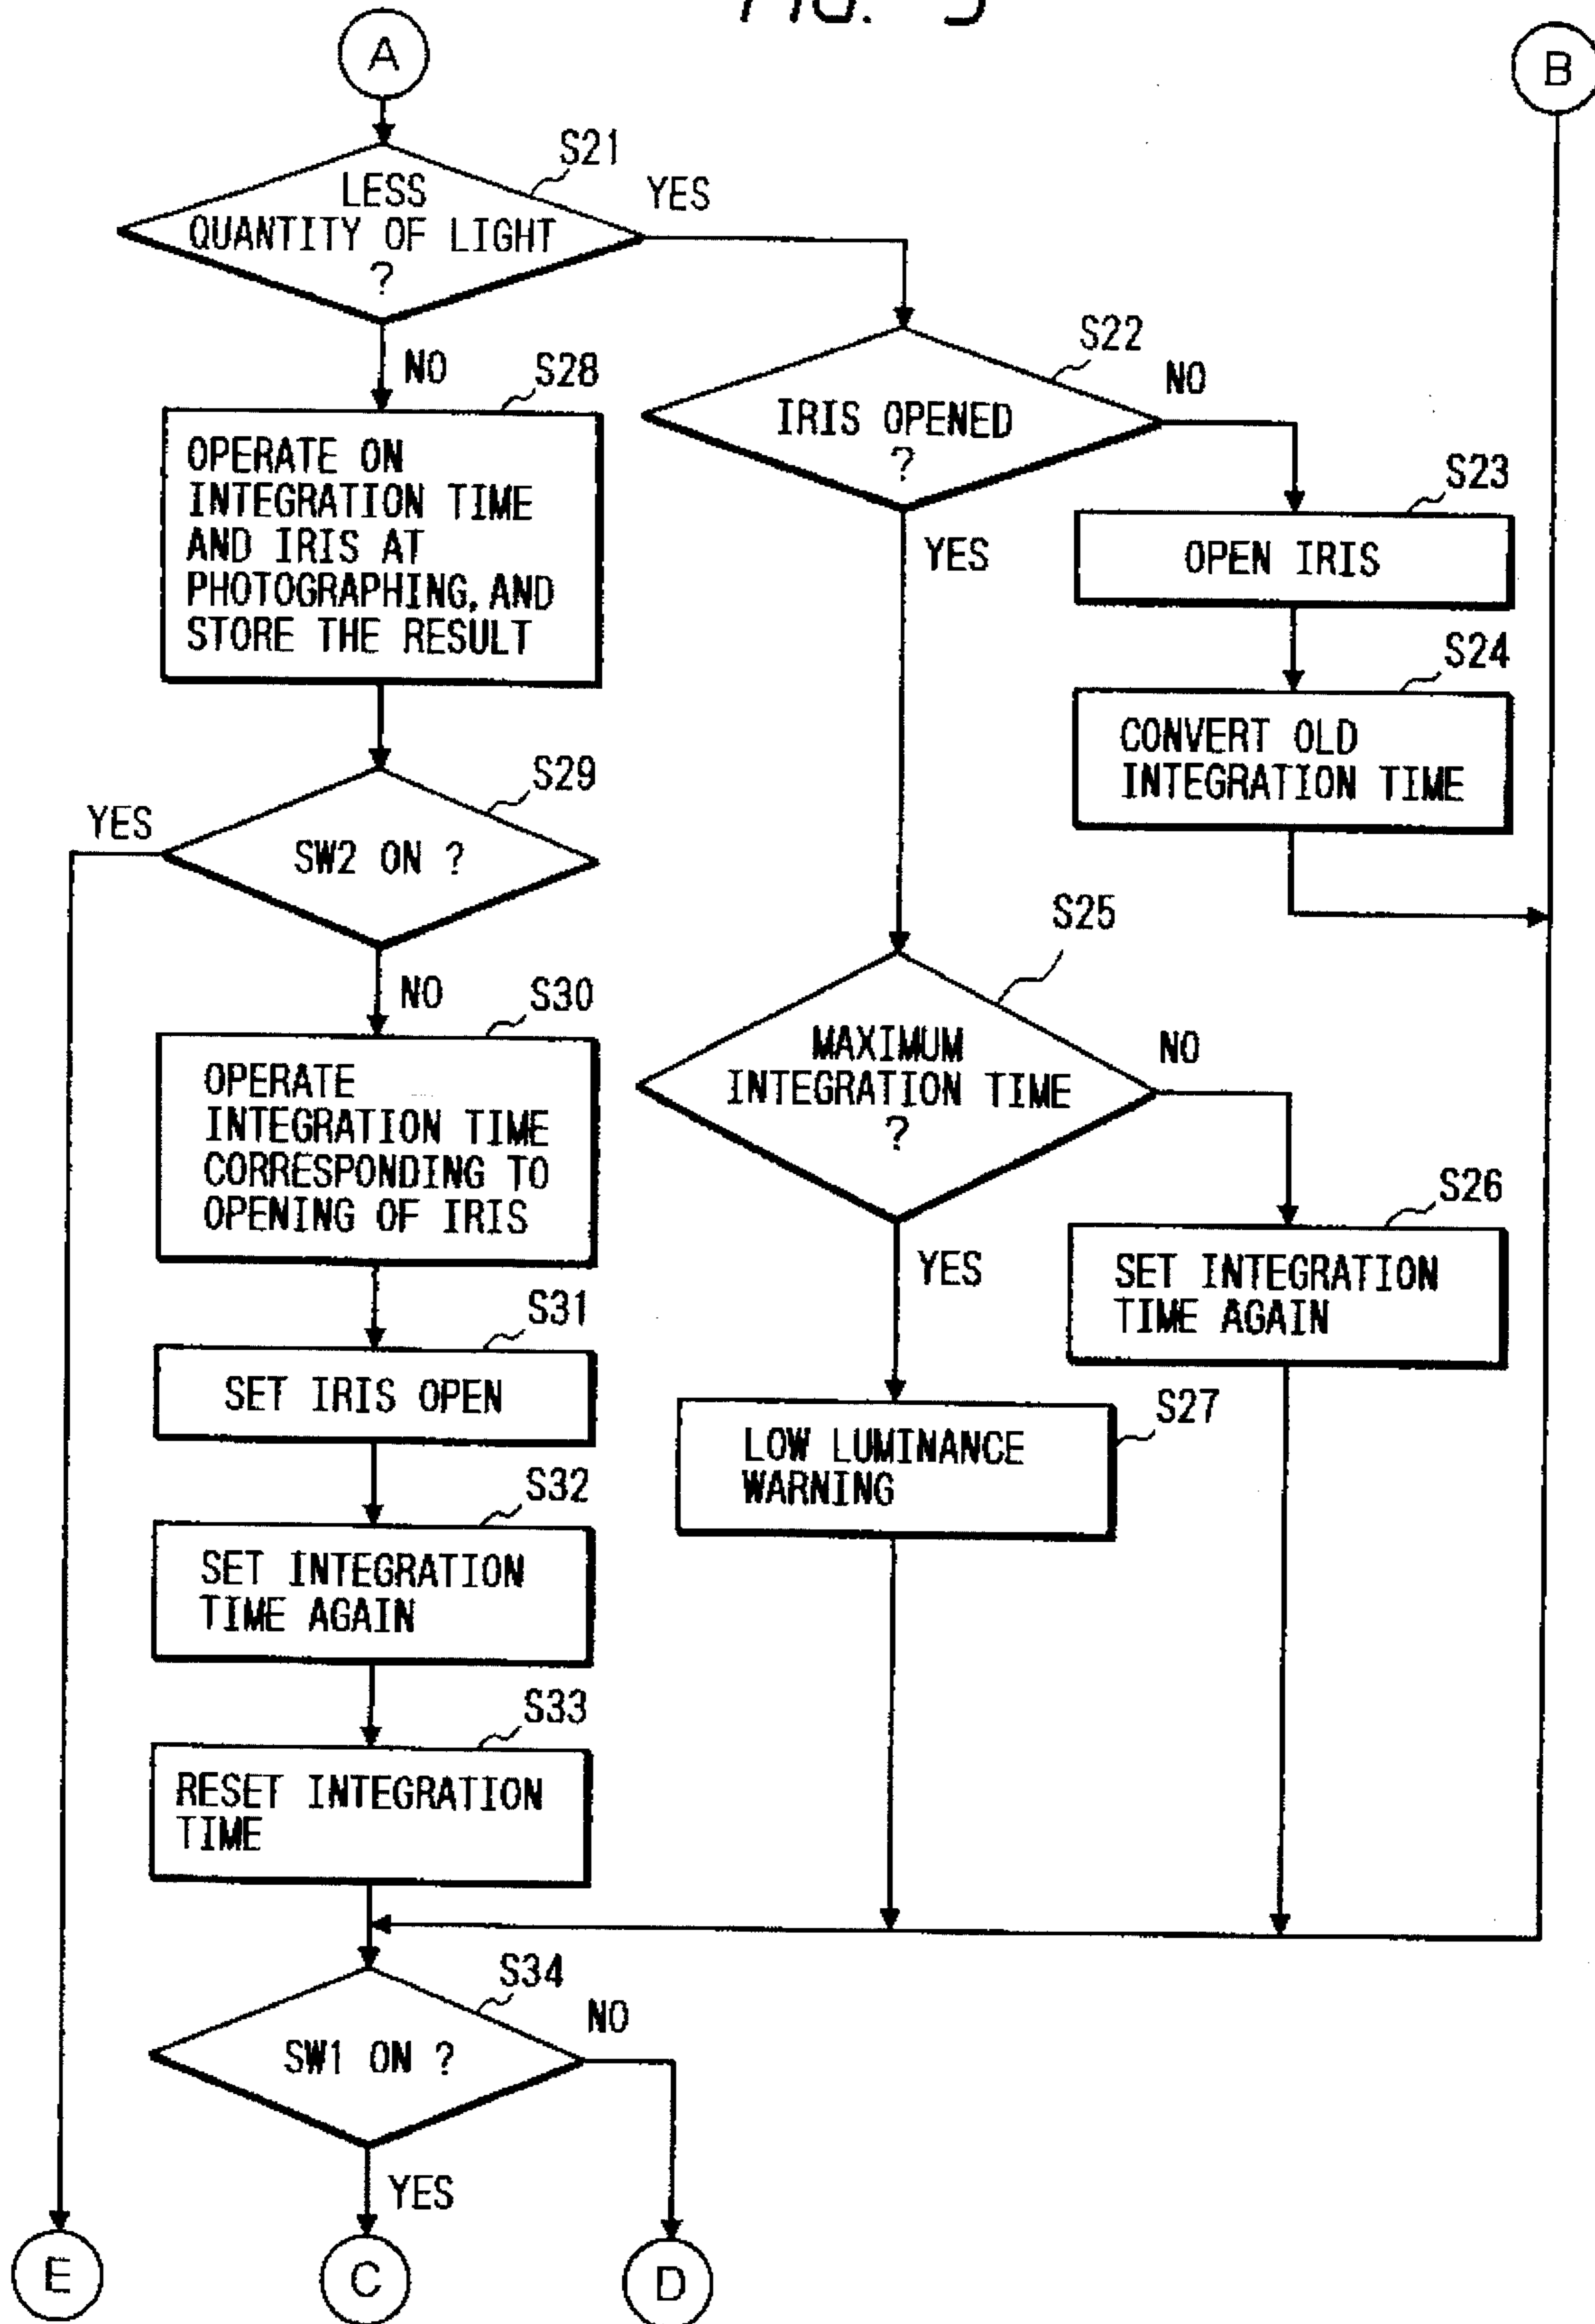 FIG. 5
A
B
S21
LESS
QUANTITY OF LIGHT
?
YES
NO
S22
IRIS OPENED
?
NO
YES
S28
OPERATE ON
INTEGRATION TIME
AND IRIS AT
PHOTOGRAPHING, AND
STORE THE RESULT
S23
OPEN IRIS
S24
CONVERT OLD
INTEGRATION TIME
S29
YES
SW2 ON ?
NO
S25
MAXIMUM
INTEGRATION TIME
?
NO
YES
S30
OPERATE
INTEGRATION TIME
CORRESPONDING TO
OPENING OF IRIS
S26
SET INTEGRATION
TIME AGAIN
S31
SET IRIS OPEN
S27
LOW LUMINANCE
WARNING
S32
SET INTEGRATION
TIME AGAIN
S33
RESET INTEGRATION
TIME
S34
SW1 ON ?
NO
YES
E
C
D